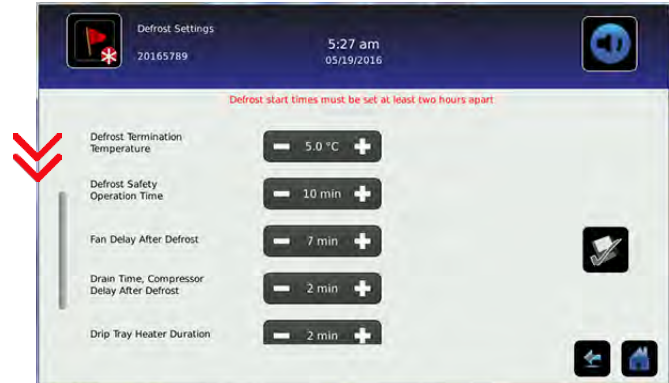 Defrost Settings
20165789
5:27 am
05/19/2016
Defrost start times must be set at least two hours apart
Defrost Termination
Temperature
5.0 °C
Defrost Safety
Operation Time
10 min
Fan Delay After Defrost
7 min
Drain Time, Compressor
Delay After Defrost
2 min
Drip Tray Heater Duration
2 min